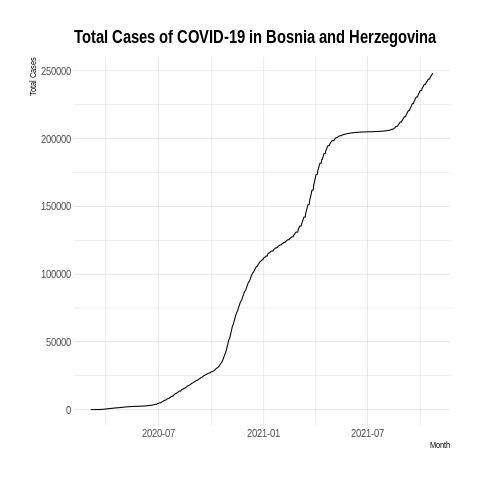 Total Cases of COVID-19 in Bosnia and Herzegovina
Total Cases
250000
200000
150000
100000
50000
0
2020-07 2021-01 2021-07
Month